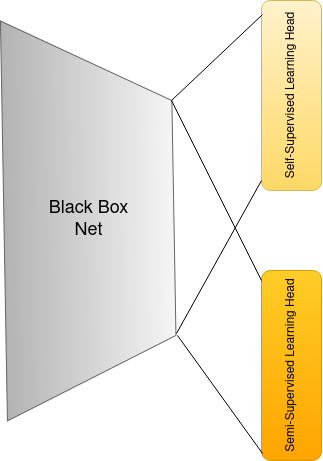 Black Box
Net
Self-Supervised Learning Head
Semi-Supervised Learning Head